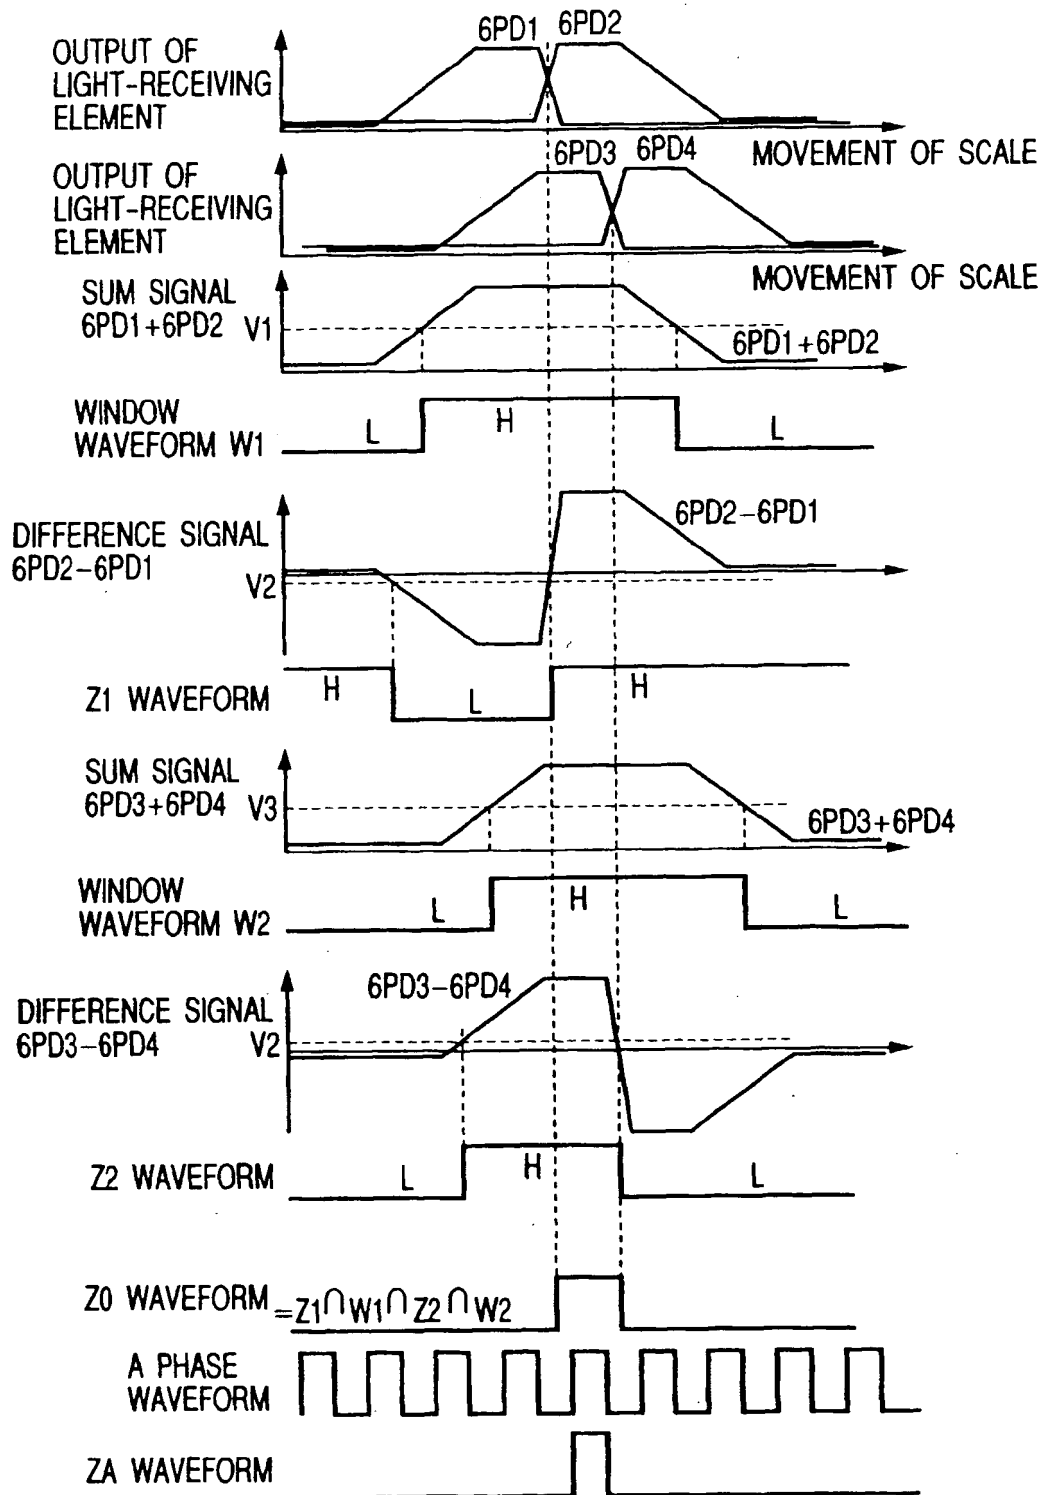 6PD1 6PD2
OUTPUT OF
LIGHT-RECEIVING
ELEMENT
MOVEMENT OF SCALE
6PD3 6PD4
OUTPUT OF
LIGHT-RECEIVING
ELEMENT
MOVEMENT OF SCALE
SUM SIGNAL
6PD1+6PD2 V1
6PD1+6PD2
WINDOW
WAVEFORM W1
L H L
DIFFERENCE SIGNAL
6PD2-6PD1
V2
6PD2-6PD1
Z1 WAVEFORM
H L H
SUM SIGNAL
6PD3+6PD4 V3
6PD3+6PD4
WINDOW
WAVEFORM W2
L H L
6PD3-6PD4
DIFFERENCE SIGNAL
6PD3-6PD4 V2
Z2 WAVEFORM
L H L
Z0 WAVEFORM =Z1∩W1∩Z2∩W2
A PHASE
WAVEFORM
ZA WAVEFORM